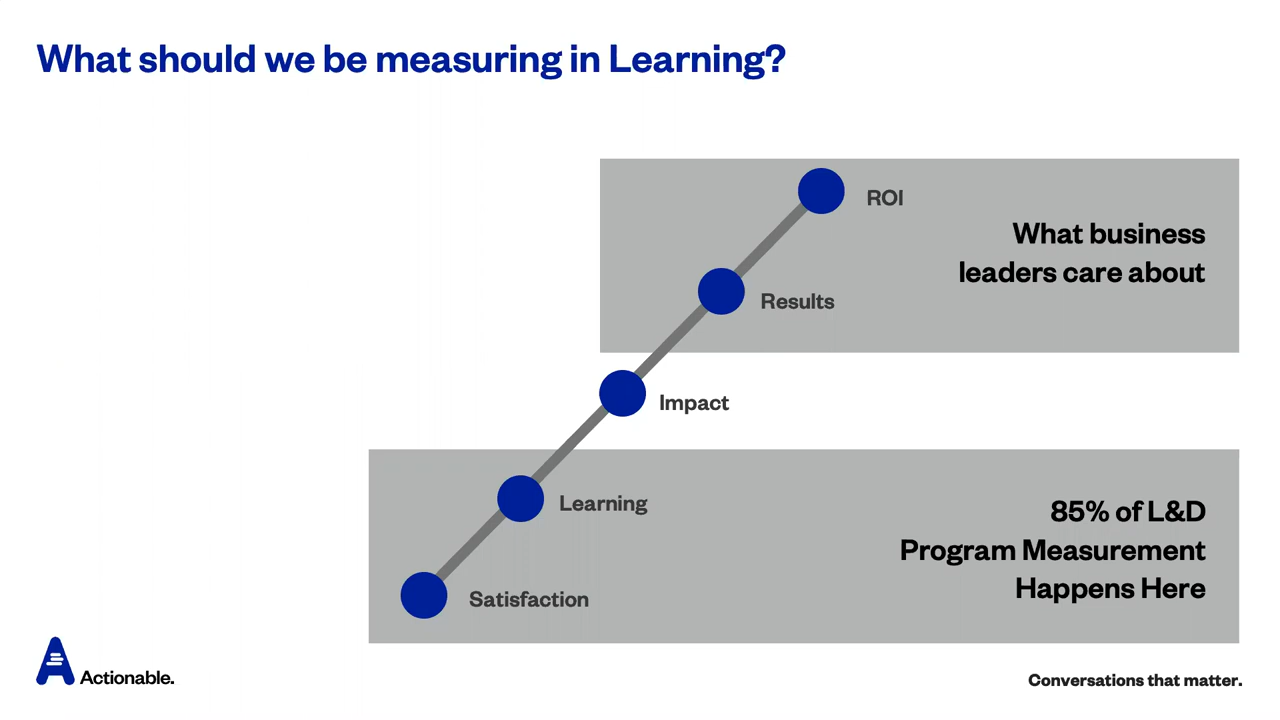 What should we be measuring in Learning?
ROI
What business
leaders care about
Results
Impact
Learning
85% of L&D
Program Measurement
Happens Here
Satisfaction
Actionable.
Conversations that matter.